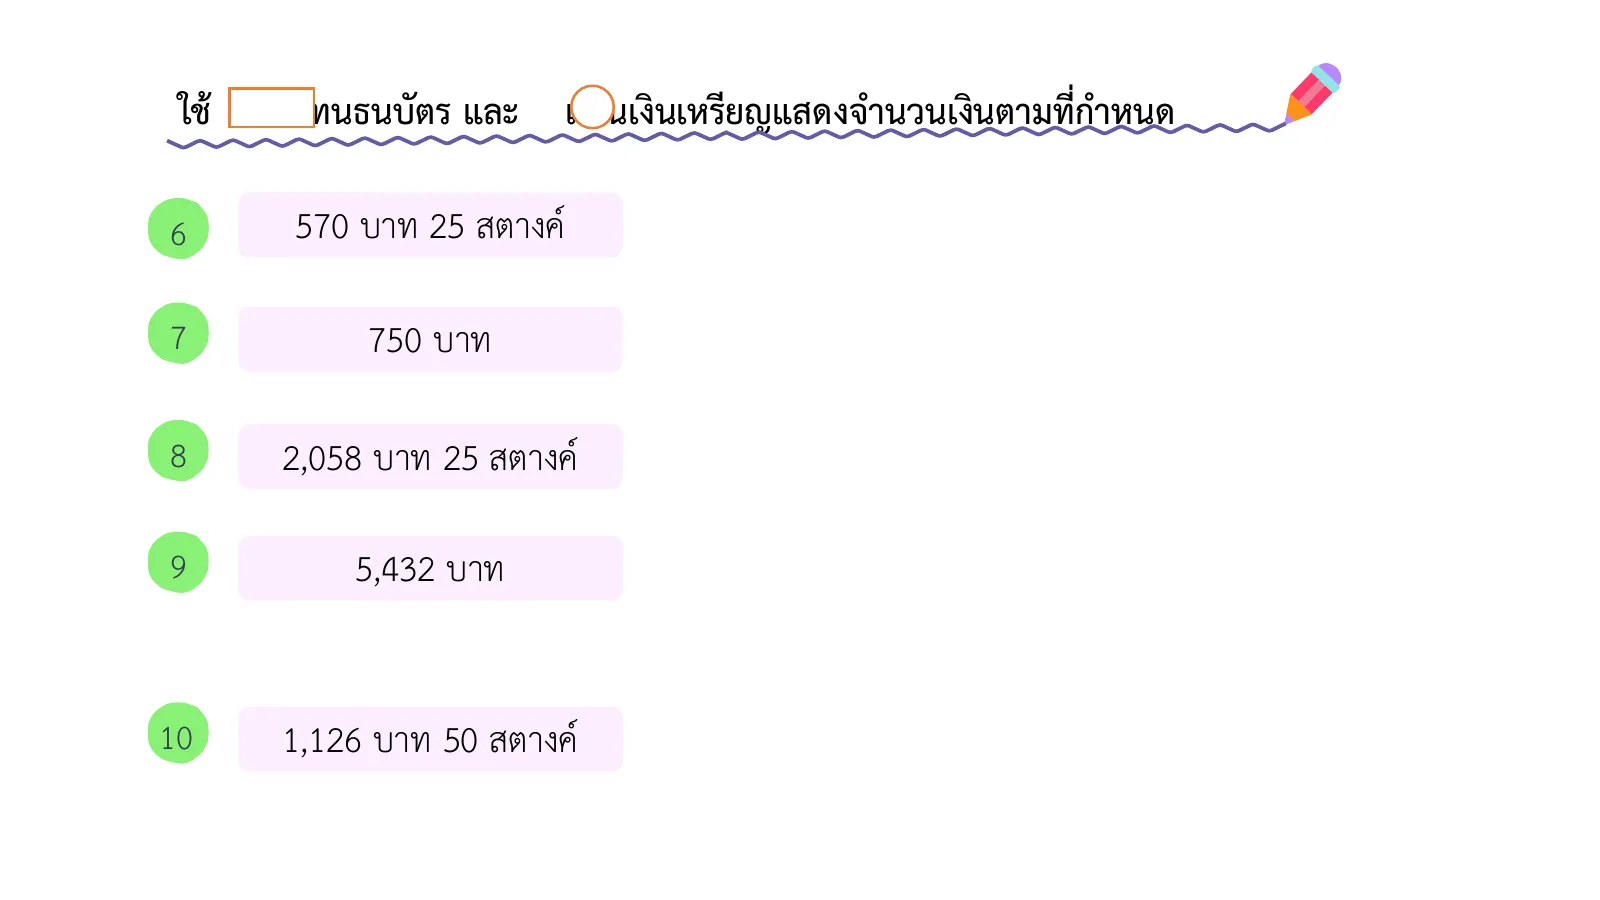 ใช้ ทนธนบัตร และ นเงินเหรียญแสดงจำนวนเงินตามที่กำหนด
6
570 บาท 25 สตางค์
7
750 บาท
8
2,058 บาท 25 สตางค์
9
5,432 บาท
10
1,126 บาท 50 สตางค์